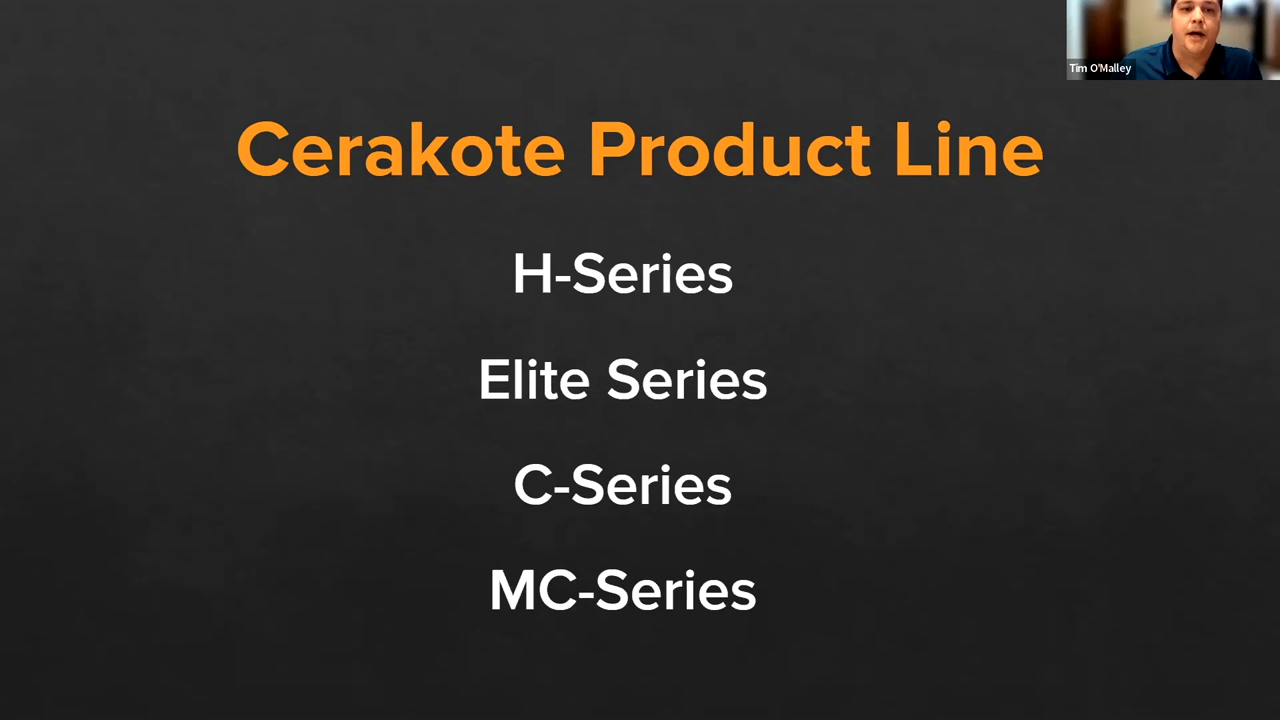 Tim O'Malley
Cerakote Product Line
H-Series
Elite Series
C-Series
MC-Series